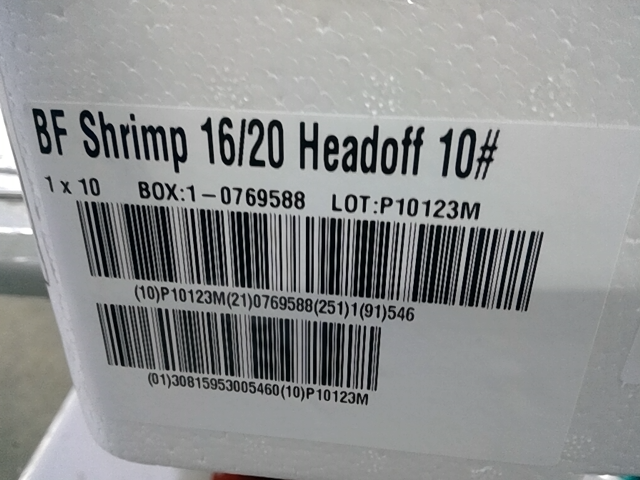 BF Shrimp 16/20 Headoff 10#
1 x 10 BOX:1-0769588 LOT:P10123M
(10)P10123M(21)0769588(251)1(91)546
(01)30815953005460(10)P10123M